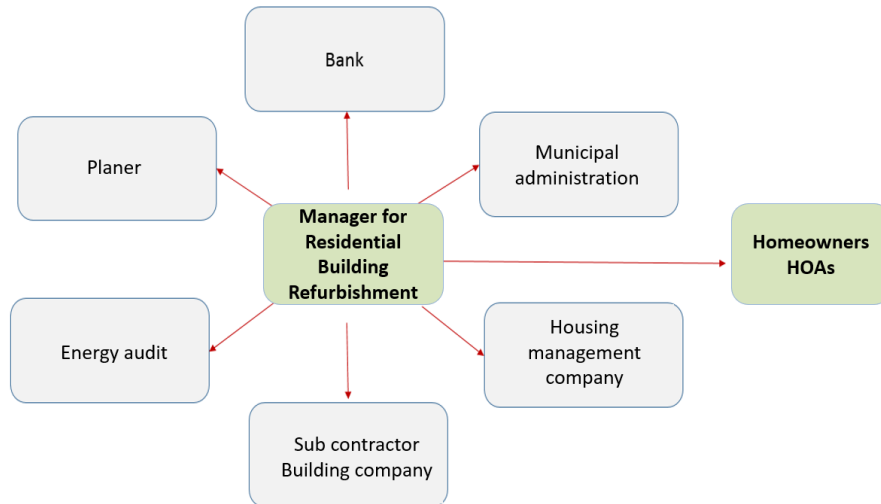 Bank
Planer
Municipal
administration
Manager for
Residential
Building
Refurbishment
Homeowners
HOAs
Energy audit
Housing
management
company
Sub contractor
Building company